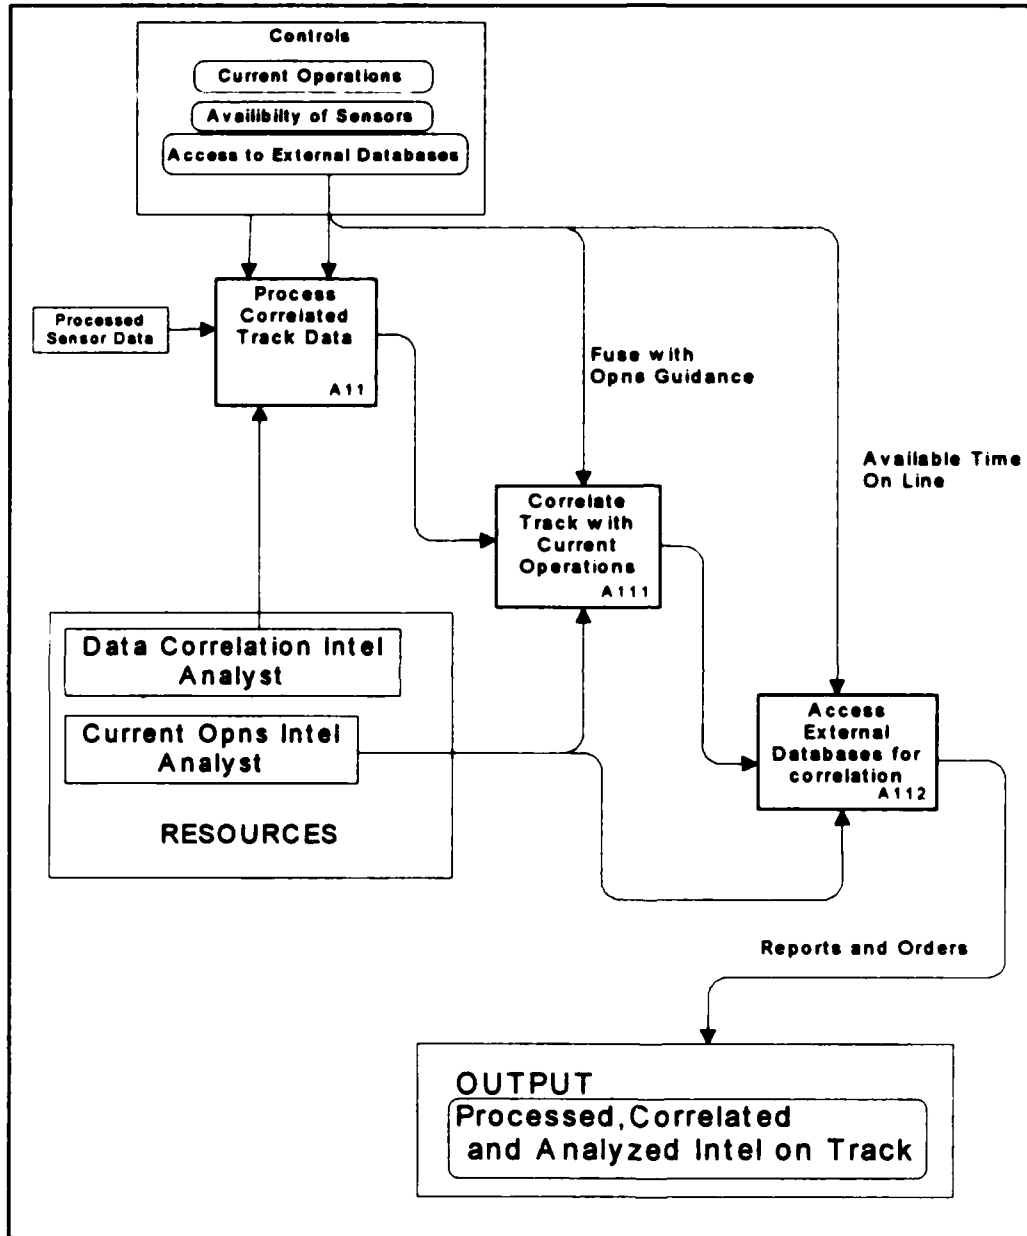 Controls
Current Operations
Availibilty of Sensors
Access to External Databases
Process
Correlated
Track Data
A11
Processed
Sensor Data
Fuse with
Opns Guidance
Available Time
On Line
Correlate
Track with
Current
Operations
A111
Data Correlation Intel
Analyst
Current Opns Intel
Analyst
RESOURCES
Access
External
Databases for
correlation
A112
Reports and Orders
OUTPUT
Processed,Correlated
and Analyzed Intel on Track